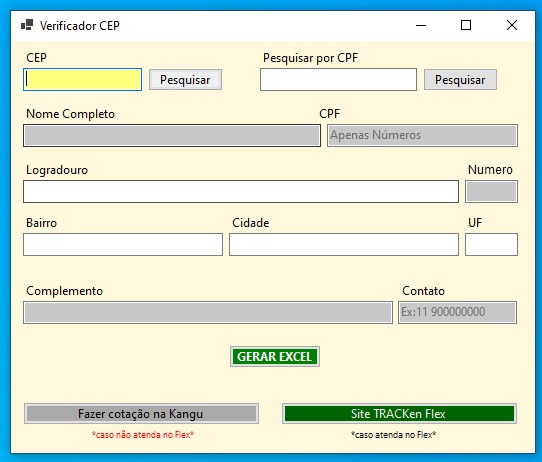 Verificador CEP
CEP
Pesquisar por CPF
Pesquisar
Pesquisar
Nome Completo
CPF
Apenas Números
Logradouro
Numero
Bairro
Cidade
UF
Complemento
Contato
Ex:11 900000000
GERAR EXCEL
Fazer cotação na Kangu
Site TRACKen Flex
*caso não atenda no Flex*
*caso atenda no Flex*